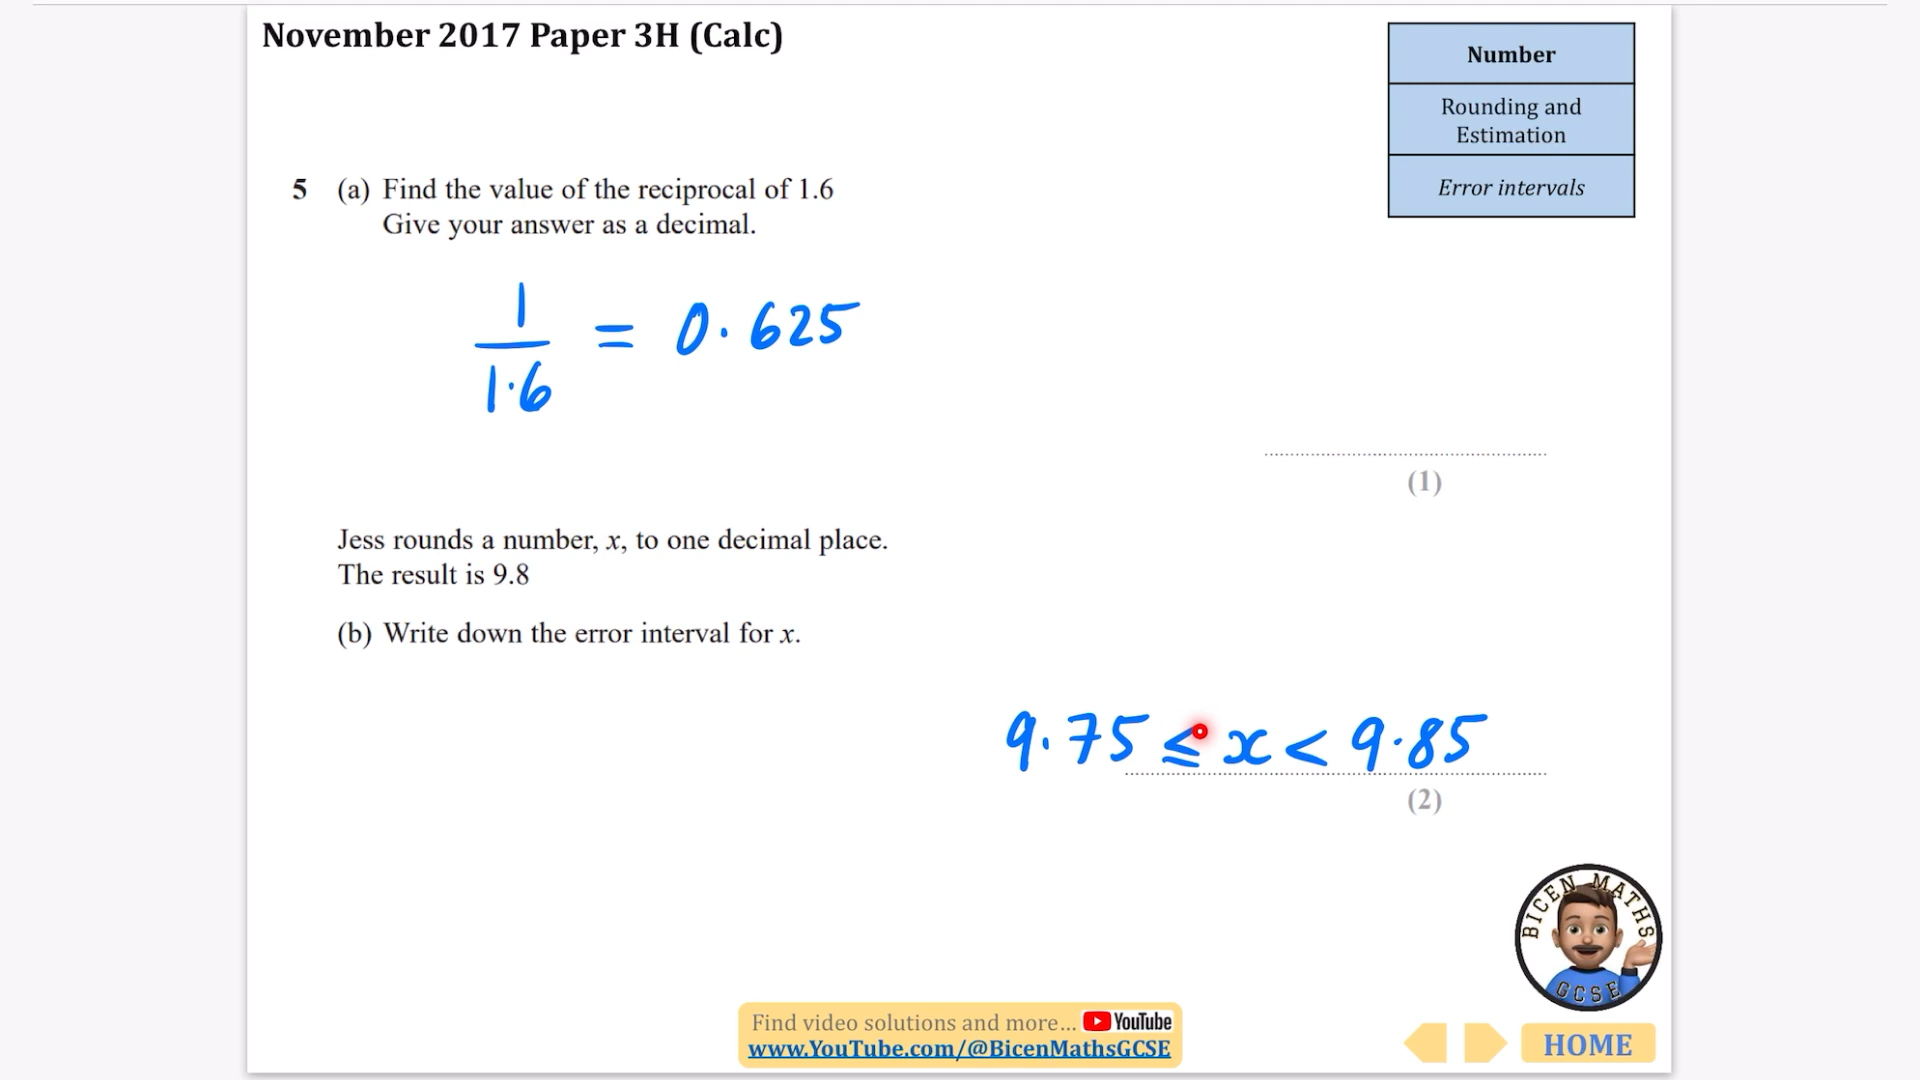 November 2017 Paper 3H (Calc)
Number
Rounding and
Estimation
Error intervals
5 (a) Find the value of the reciprocal of 1.6
Give your answer as a decimal.
1
— = 0.625
1.6
(1)
Jess rounds a number, x, to one decimal place.
The result is 9.8
(b) Write down the error interval for x.
9.75 ≤ x < 9.85
(2)
BICEN MATHS
GCSE
Find video solutions and more... YouTube
www.YouTube.com/@BicenMathsGCSE
HOME